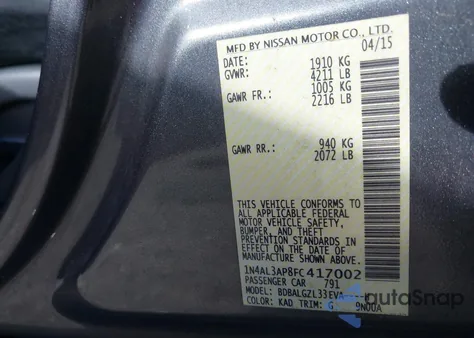 MFD BY NISSAN MOTOR CO., LTD.
DATE: 04/15
GVWR: 1910 KG
4211 LB
GAWR FR: 1005 KG
2216 LB
GAWR RR.: 940 KG
2072 LB
THIS VEHICLE CONFORMS TO
ALL APPLICABLE FEDERAL
MOTOR VEHICLE SAFETY,
BUMPER, AND THEFT
PREVENTION STANDARDS IN
EFFECT ON THE DATE OF
MANUFACTURE SHOWN ABOVE.
1N4AL3AP8FC417002
PASSENGER CAR 791
MODEL: BDBALGZL33EVA
COLOR: KAD TRIM: G
autoSnap